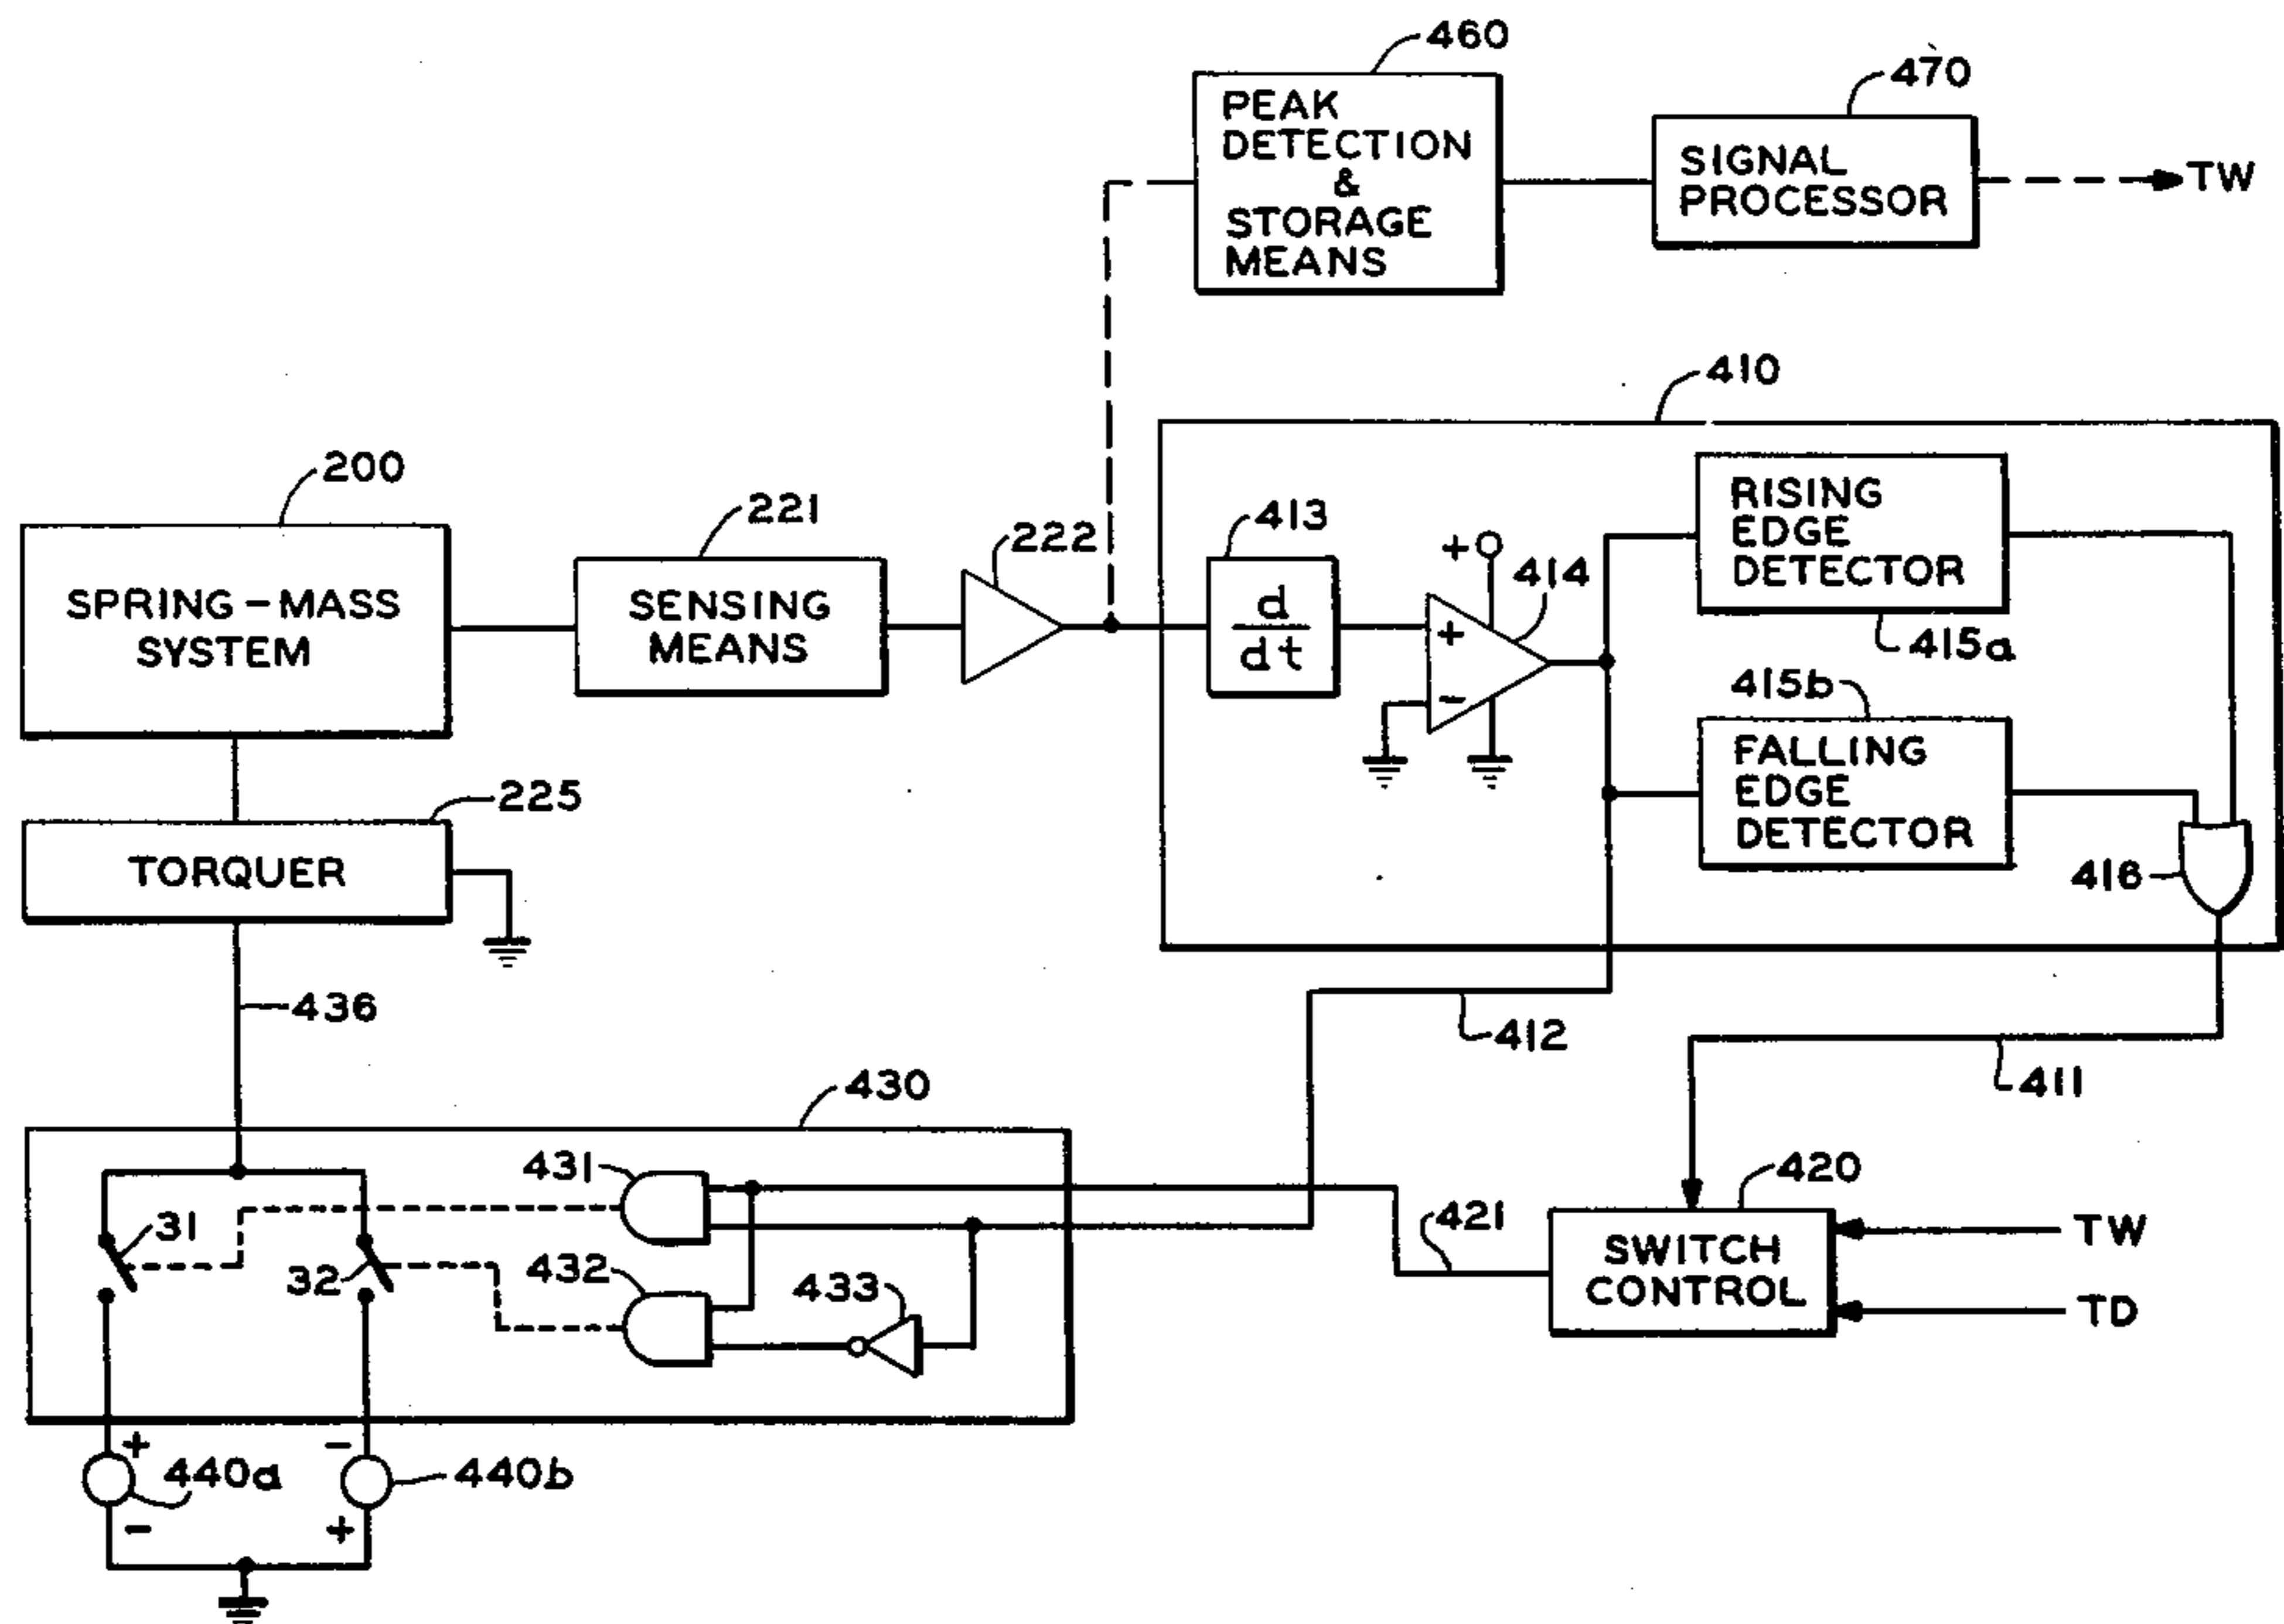 460
PEAK
DETECTION
&
STORAGE
MEANS
470
SIGNAL
PROCESSOR
TW
410
200
SPRING-MASS
SYSTEM
221
SENSING
MEANS
222
413
d
dt
+
414
+
-
RISING
EDGE
DETECTOR
415a
415b
FALLING
EDGE
DETECTOR
416
225
TORQUER
436
412
411
430
431
31
32
432
433
421
420
SWITCH
CONTROL
TW
TD
+
-
440a
440b
-
+